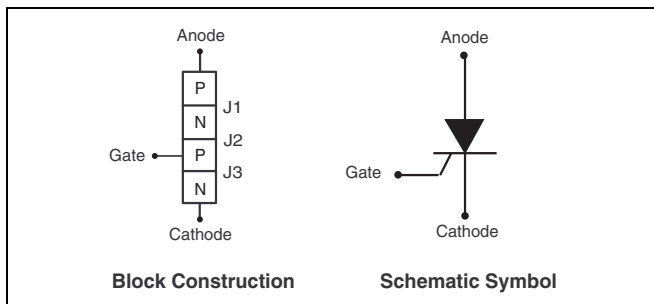 Anode
P
J1
N
J2
Gate
P
J3
N
Cathode
Block Construction
Anode
Gate
Cathode
Schematic Symbol